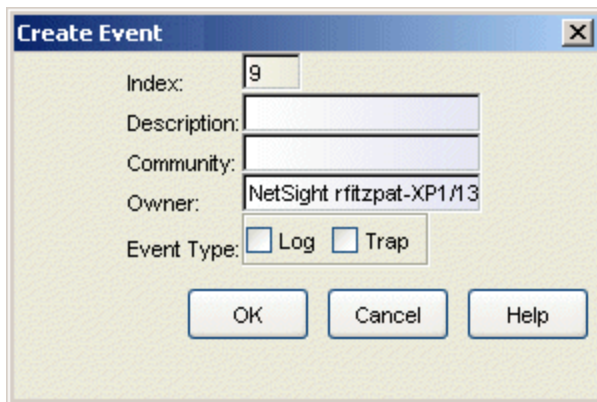 Create Event
Index: 9
Description:
Community:
Owner: NetSight rfitzpat-XP1/13
Event Type: Log Trap
OK Cancel Help